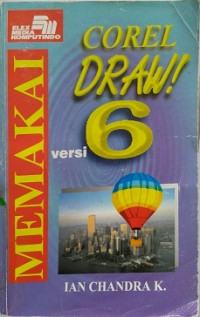 ELEX
MEDIA
KOMPUTINDO
MEMAKAI
COREL
DRAW!
versi 6
IAN CHANDRA K.